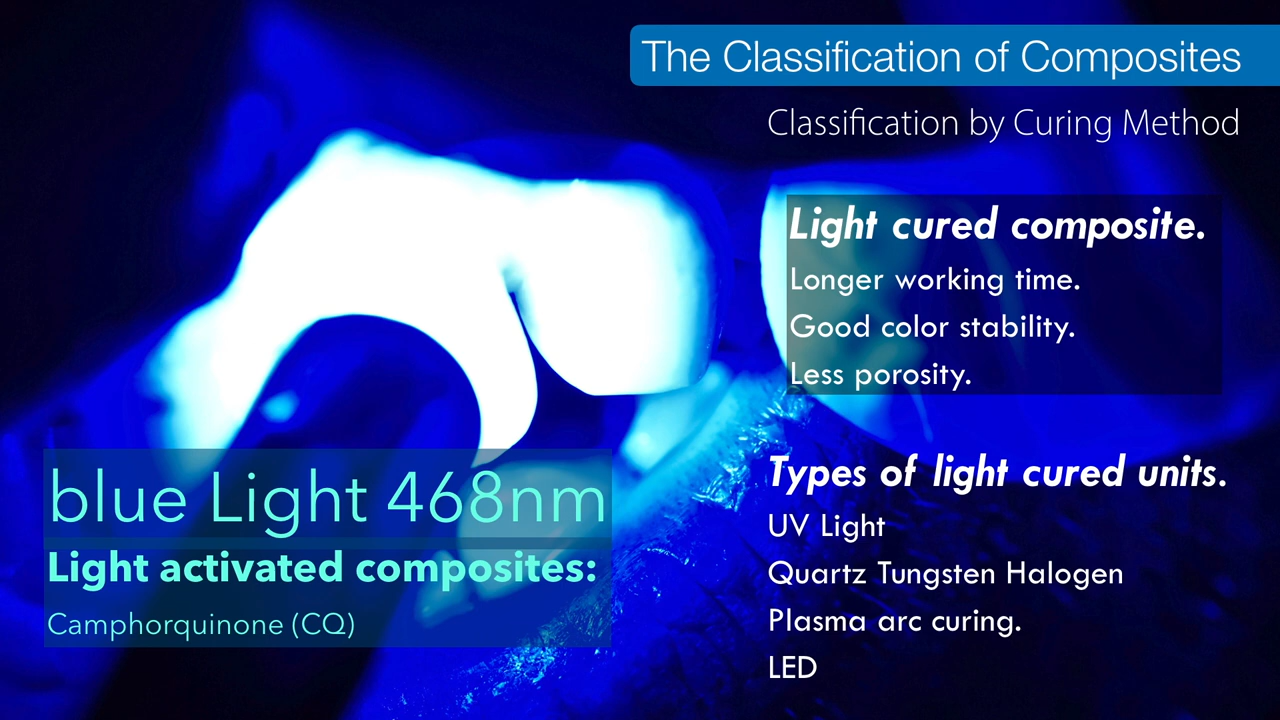 The Classification of Composites
Classification by Curing Method
Light cured composite.
Longer working time.
Good color stability.
Less porosity.
blue Light 468nm
Light activated composites:
Camphorquinone (CQ)
Types of light cured units.
UV Light
Quartz Tungsten Halogen
Plasma arc curing.
LED